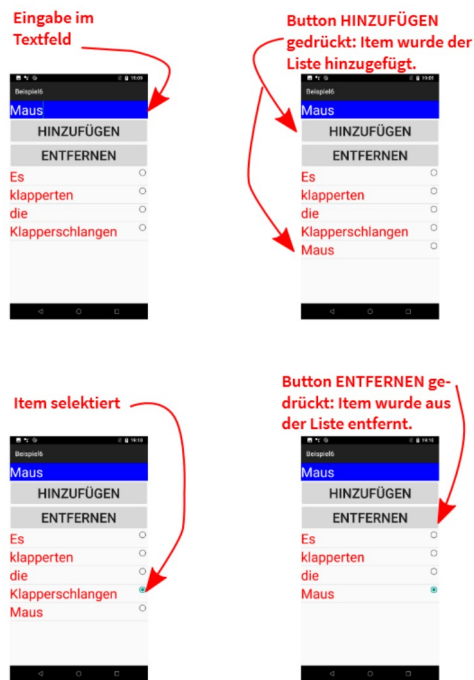 Eingabe im
Textfeld
15:09
Beispiel6
Maus
HINZUFÜGEN
ENTFERNEN
Es
klapperten
die
Klapperschlangen
Button HINZUFÜGEN
gedrückt: Item wurde der
Liste hinzugefügt.
Beispiel6
Maus
HINZUFÜGEN
ENTFERNEN
Es
klapperten
die
Klapperschlangen
Maus
Item selektiert
Beispiel6
Maus
HINZUFÜGEN
ENTFERNEN
Es
klapperten
die
Klapperschlangen
Maus
Button ENTFERNEN ge-
drückt: Item wurde aus
der Liste entfernt.
Beispiel6
Maus
HINZUFÜGEN
ENTFERNEN
Es
klapperten
die
Maus